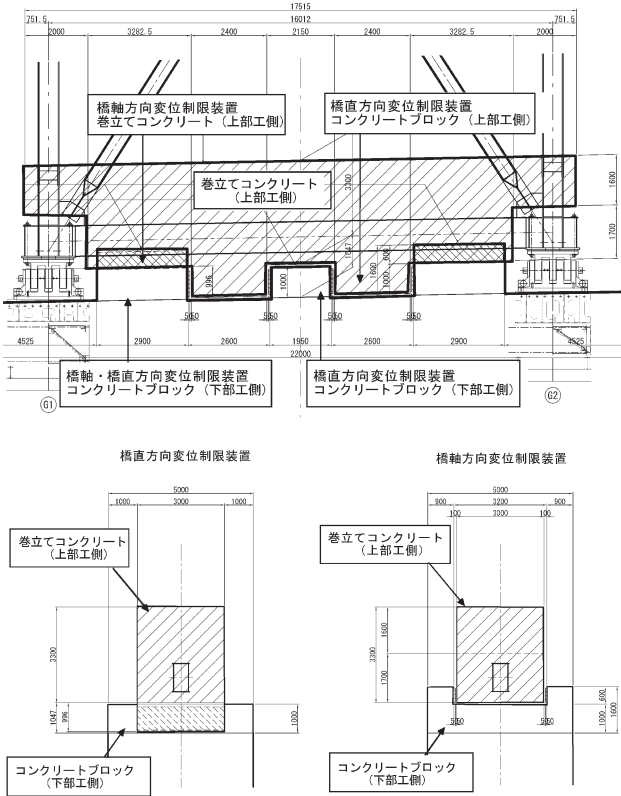 17515
751.5 16012 751.5
2000 3282.5 2400 2150 2400 3282.5 2000
橋軸方向変位制限装置
巻立てコンクリート（上部工側）
橋直方向変位制限装置
コンクリートブロック（上部工側）
巻立てコンクリート
（上部工側）
3300
1600
1700
1047
996
1000
1600
600
1000
50 50 50 50
4525 2900 2600 1950 2600 2900 4525
22000
橋軸・橋直方向変位制限装置
コンクリートブロック（下部工側）
橋直方向変位制限装置
コンクリートブロック（下部工側）
G1
G2
橋直方向変位制限装置
5000
1000 3000 1000
巻立てコンクリート
（上部工側）
3300
1047
996
1000
コンクリートブロック
（下部工側）
橋軸方向変位制限装置
5000
900 3200 900
100 3000 100
巻立てコンクリート
（上部工側）
3300
1600
1700
600
1000
1600
50 50
コンクリートブロック
（下部工側）